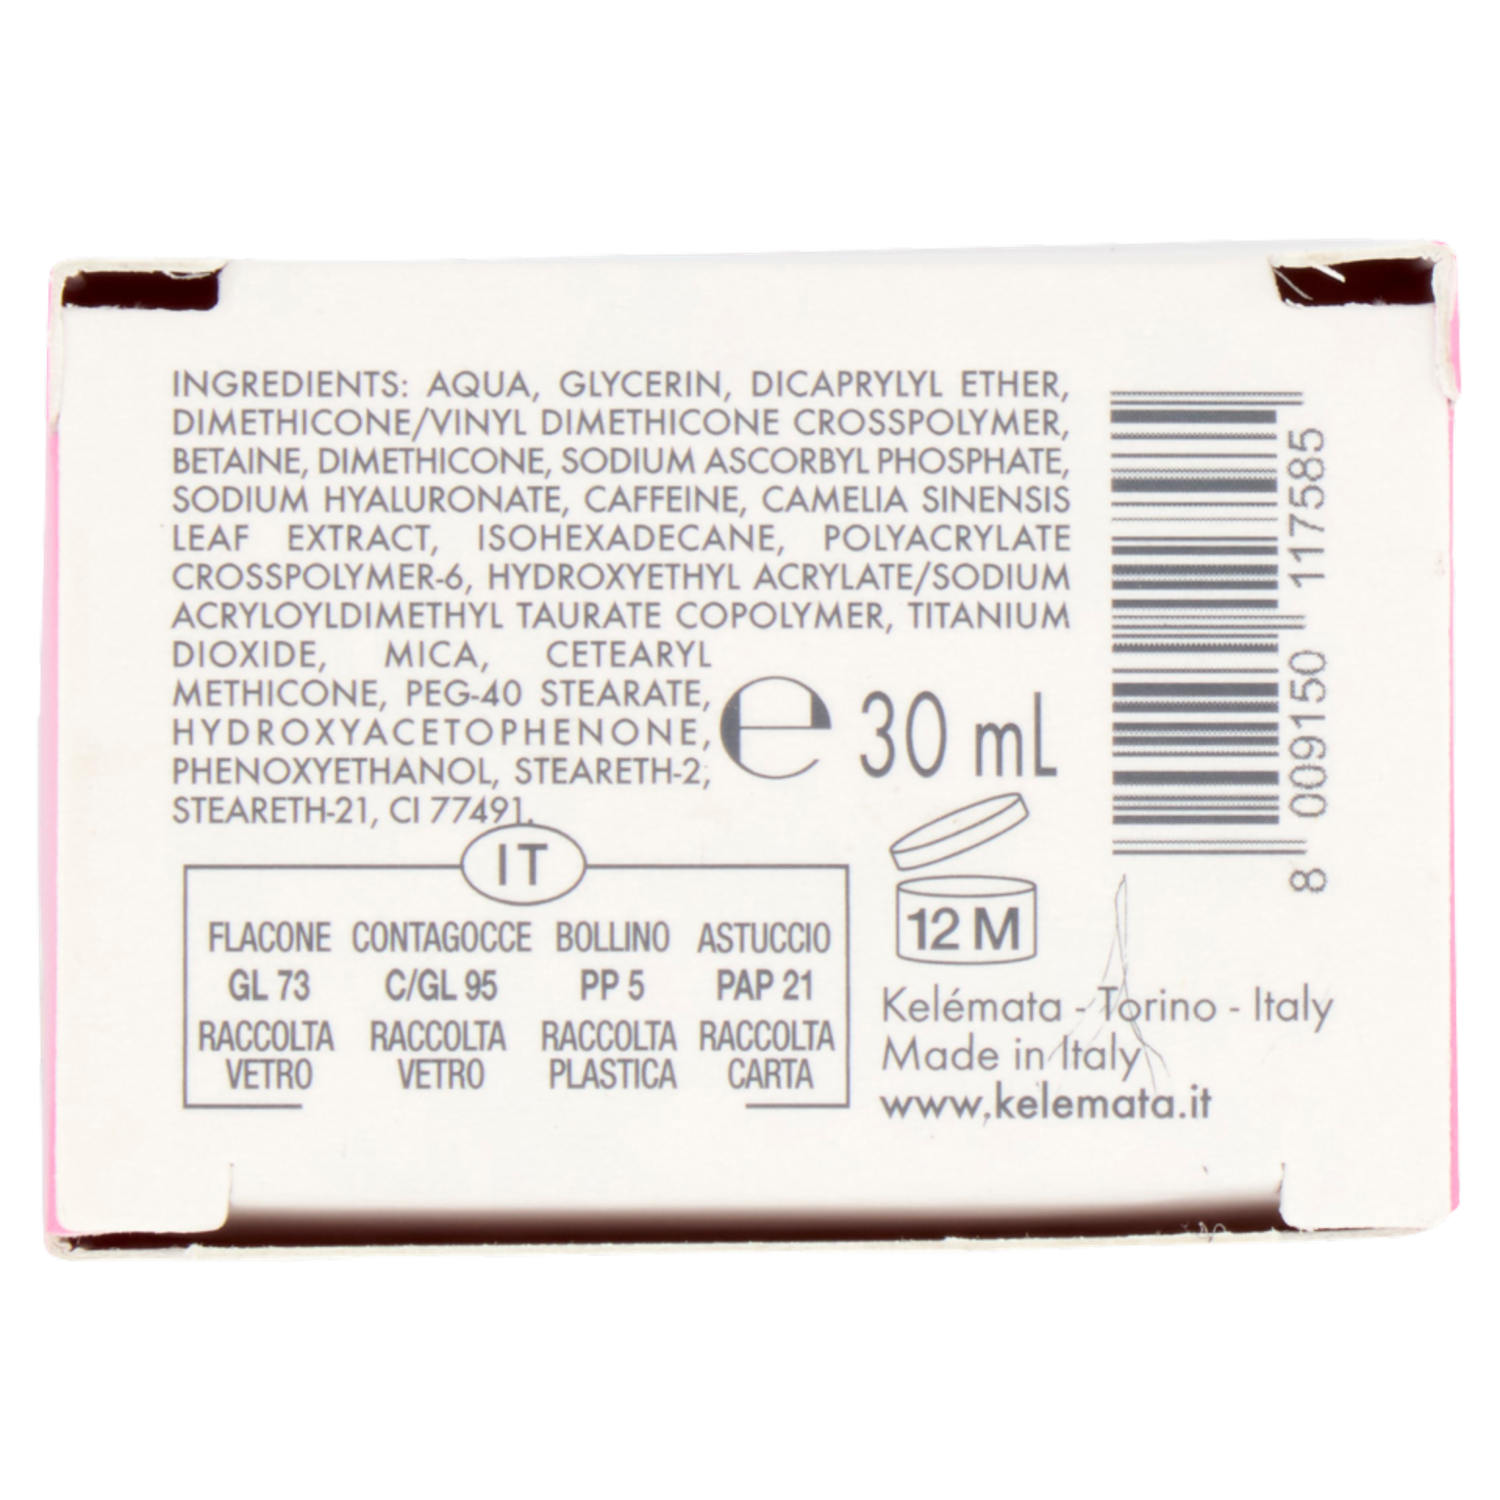 INGREDIENTS: AQUA, GLYCERIN, DICAPRYLYL ETHER,
DIMETHICONE/VINYL DIMETHICONE CROSSPOLYMER,
BETAINE, DIMETHICONE, SODIUM ASCORBYL PHOSPHATE,
SODIUM HYALURONATE, CAFFEINE, CAMELIA SINENSIS
LEAF EXTRACT, ISOHEXADECANE, POLYACRYLATE
CROSSPOLYMER-6, HYDROXYETHYL ACRYLATE/SODIUM
ACRYLOYLDIMETHYL TAURATE COPOLYMER, TITANIUM
DIOXIDE, MICA, CETEARYL
METHICONE, PEG-40 STEARATE,
HYDROXYACETOPHENONE,
PHENOXYETHANOL, STEARETH-2,
STEARETH-21, CI 77491.
e 30 mL
IT
FLACONE CONTAGOCCE BOLLINO ASTUCCIO
GL 73 C/GL 95 PP 5 PAP 21
RACCOLTA RACCOLTA RACCOLTA RACCOLTA
VETRO VETRO PLASTICA CARTA
12 M
Kelémata - Torino - Italy
Made in Italy
www.kelemata.it
8 009150 117585